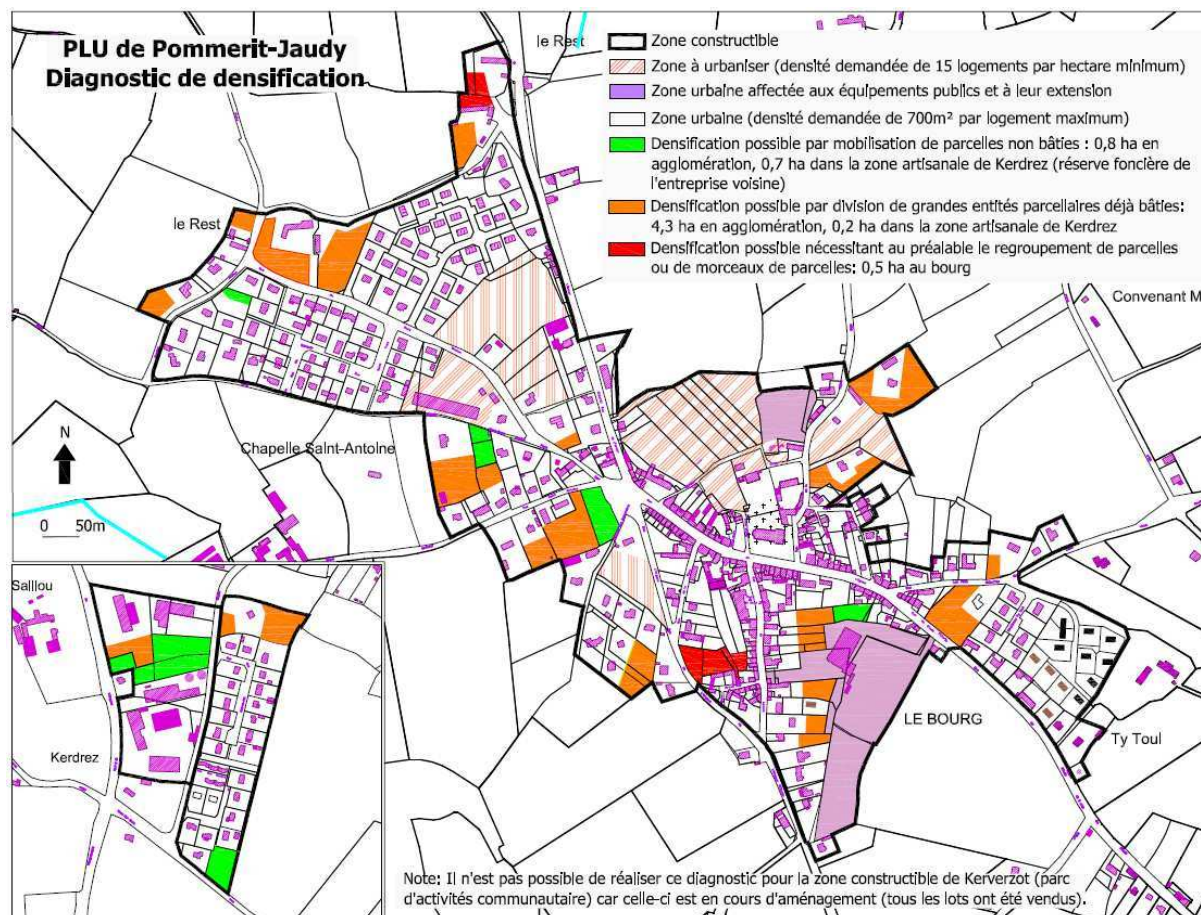 PLU de Pommerit-Jaudy
Diagnostic de densification
le Rest
Zone constructible
Zone à urbaniser (densité demandée de 15 logements par hectare minimum)
Zone urbaine affectée aux équipements publics et à leur extension
Zone urbaine (densité demandée de 700m² par logement maximum)
Densification possible par mobilisation de parcelles non bâties : 0,8 ha en
agglomération, 0,7 ha dans la zone artisanale de Kerdrez (réserve foncière de
l'entreprise voisine)
Densification possible par division de grandes entités parcellaires déjà bâties:
4,3 ha en agglomération, 0,2 ha dans la zone artisanale de Kerdrez
Densification possible nécessitant au préalable le regroupement de parcelles
ou de morceaux de parcelles: 0,5 ha au bourg
le Rest
Convenant M
Chapelle Saint-Antoine
N
0 50m
Salliou
Kerdrez
LE BOURG
Ty Toul
Note: Il n'est pas possible de réaliser ce diagnostic pour la zone constructible de Kerverzot (parc
d'activités communautaire) car celle-ci est en cours d'aménagement (tous les lots ont été vendus).